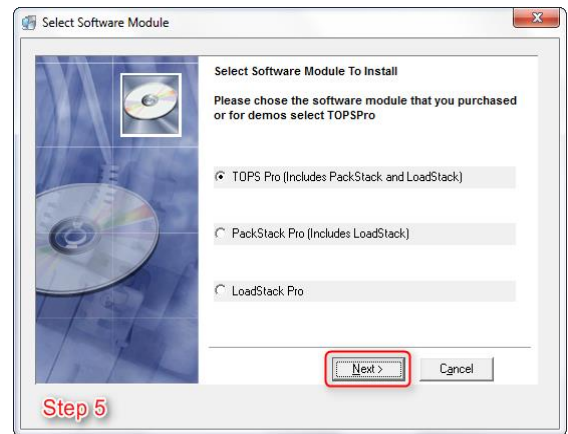 Select Software Module
X
Select Software Module To Install
Please chose the software module that you purchased
or for demos select TOPSPro
TOPS Pro (Includes PackStack and LoadStack)
PackStack Pro (Includes LoadStack)
LoadStack Pro
Next > Cancel
Step 5